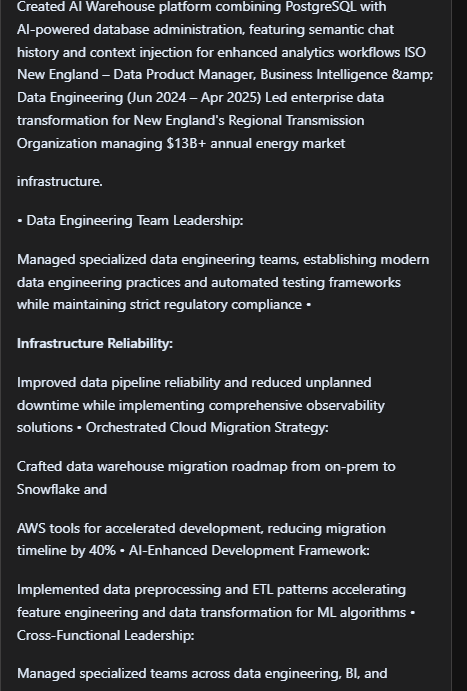 Created AI Warehouse platform combining PostgreSQL with
AI-powered database administration, featuring semantic chat
history and context injection for enhanced analytics workflows ISO
New England – Data Product Manager, Business Intelligence &amp;
Data Engineering (Jun 2024 – Apr 2025) Led enterprise data
transformation for New England's Regional Transmission
Organization managing $13B+ annual energy market
infrastructure.
• Data Engineering Team Leadership:
Managed specialized data engineering teams, establishing modern
data engineering practices and automated testing frameworks
while maintaining strict regulatory compliance •
Infrastructure Reliability:
Improved data pipeline reliability and reduced unplanned
downtime while implementing comprehensive observability
solutions • Orchestrated Cloud Migration Strategy:
Crafted data warehouse migration roadmap from on-prem to
Snowflake and
AWS tools for accelerated development, reducing migration
timeline by 40% • AI-Enhanced Development Framework:
Implemented data preprocessing and ETL patterns accelerating
feature engineering and data transformation for ML algorithms •
Cross-Functional Leadership:
Managed specialized teams across data engineering, BI, and